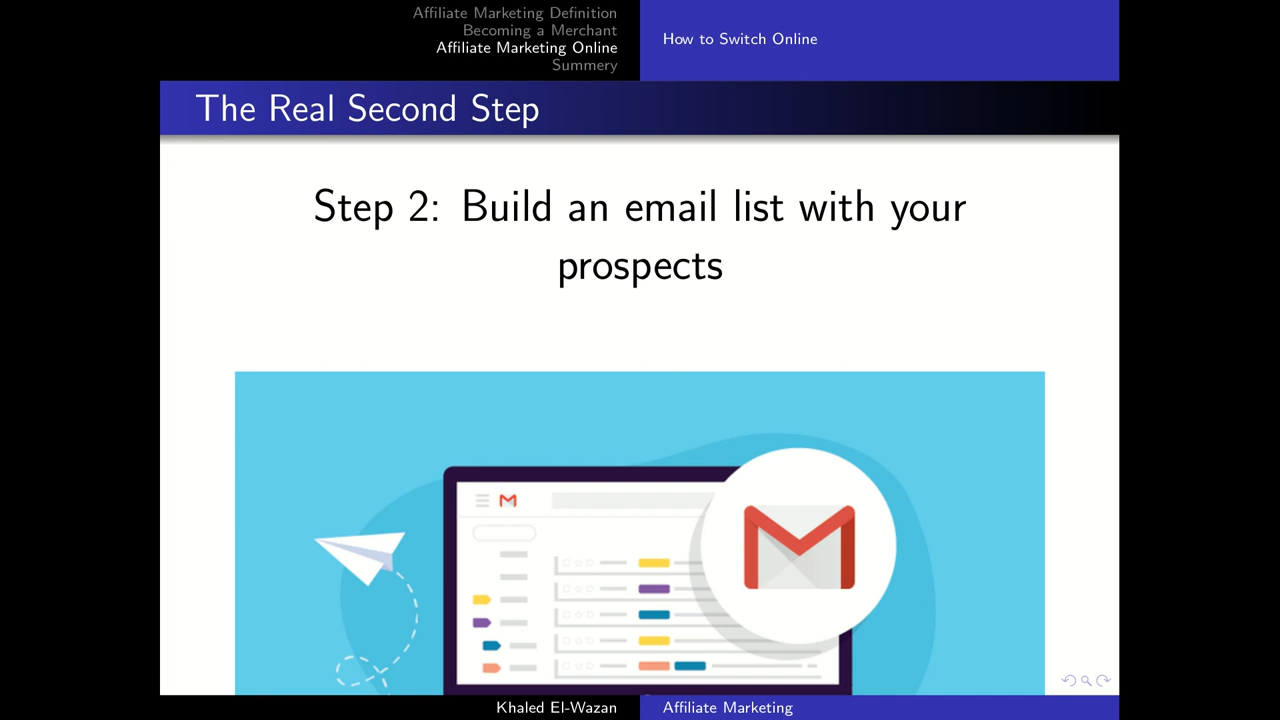 Affiliate Marketing Definition
Becoming a Merchant
Affiliate Marketing Online
Summary
How to Switch Online
The Real Second Step
Step 2: Build an email list with your
prospects
Khaled El-Wazan
Affiliate Marketing